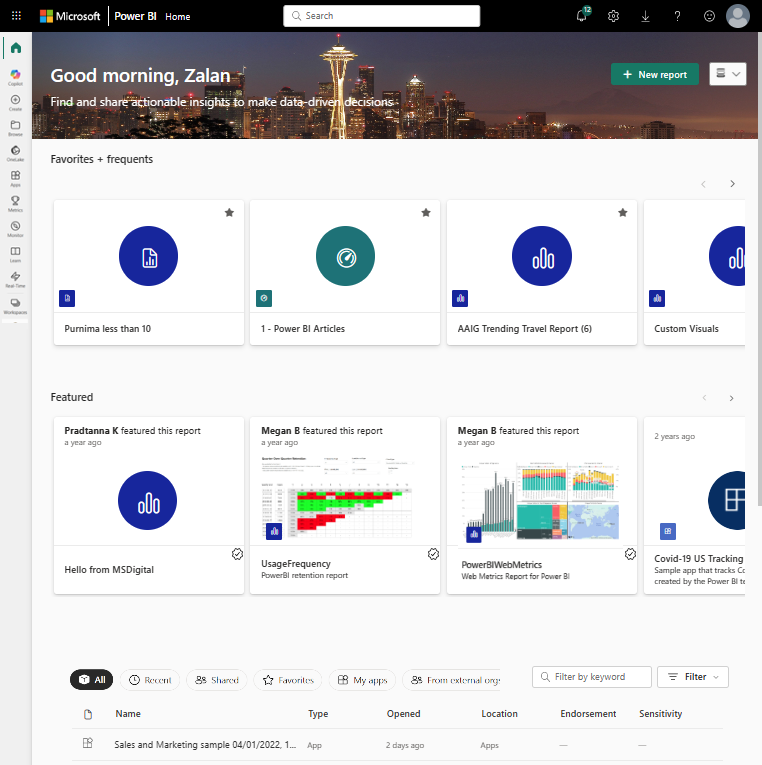 Microsoft Power BI Home
Search
12
Copilot
Create
Browse
OneLake
Apps
Metrics
Monitor
Learn
Real-Time
Workspaces
Good morning, Zalan
Find and share actionable insights to make data-driven decisions
New report
Favorites + frequents
Purnima less than 10
1 - Power BI Articles
AAIG Trending Travel Report (6)
Custom Visuals
Featured
Pradtanna K featured this report
a year ago
Hello from MSDigital
Megan B featured this report
a year ago
UsageFrequency
PowerBI retention report
Megan B featured this report
a year ago
PowerBIWebMetrics
Web Metrics Report for Power BI
2 years ago
Covid-19 US Tracking
Sample app that tracks Co
created by the Power BI te
All
Recent
Shared
Favorites
My apps
From external orgs
Filter by keyword
Filter
Name Type Opened Location Endorsement Sensitivity
Sales and Marketing sample 04/01/2022, 1... App 2 days ago Apps — —